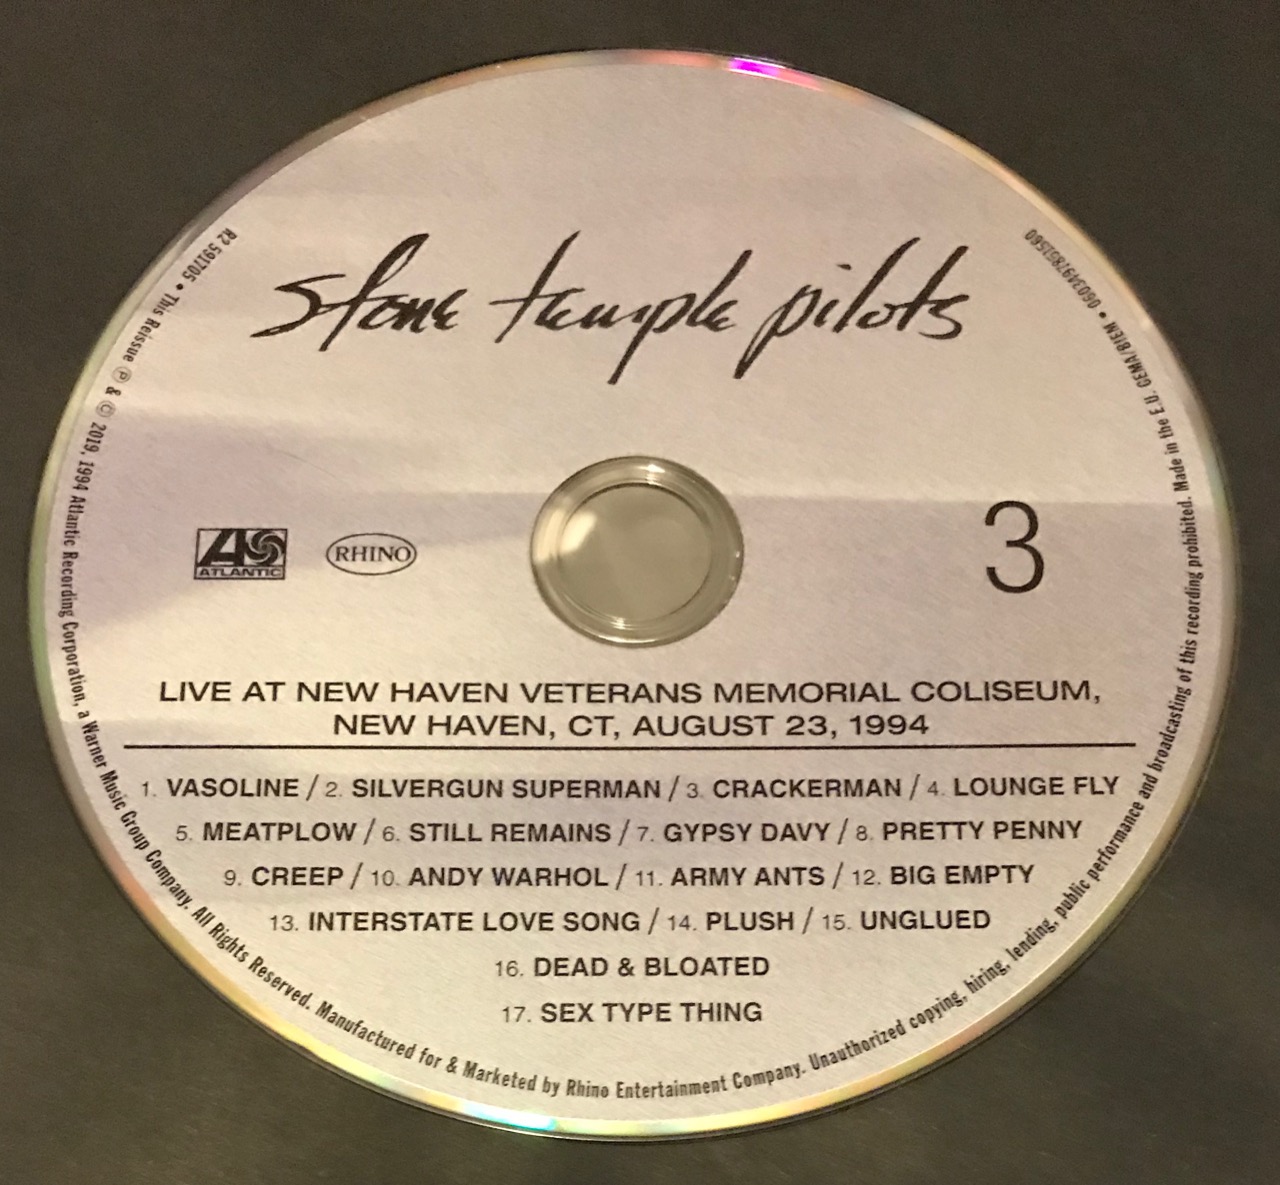 stone temple pilots
ATLANTIC
RHINO
3
LIVE AT NEW HAVEN VETERANS MEMORIAL COLISEUM,
NEW HAVEN, CT, AUGUST 23, 1994
1. VASOLINE / 2. SILVERGUN SUPERMAN / 3. CRACKERMAN / 4. LOUNGE FLY
5. MEATPLOW / 6. STILL REMAINS / 7. GYPSY DAVY / 8. PRETTY PENNY
9. CREEP / 10. ANDY WARHOL / 11. ARMY ANTS / 12. BIG EMPTY
13. INTERSTATE LOVE SONG / 14. PLUSH / 15. UNGLUED
16. DEAD & BLOATED
17. SEX TYPE THING
R2 591705 • This Reissue ℗ & © 2019, 1994 Atlantic Recording Corporation, a Warner Music Group Company. All Rights Reserved. Manufactured for & Marketed by Rhino Entertainment Company. Unauthorized copying, hiring, lending, public performance and broadcasting of this recording prohibited. Made in the E.U. GEMA/BIEM • 0603497851560